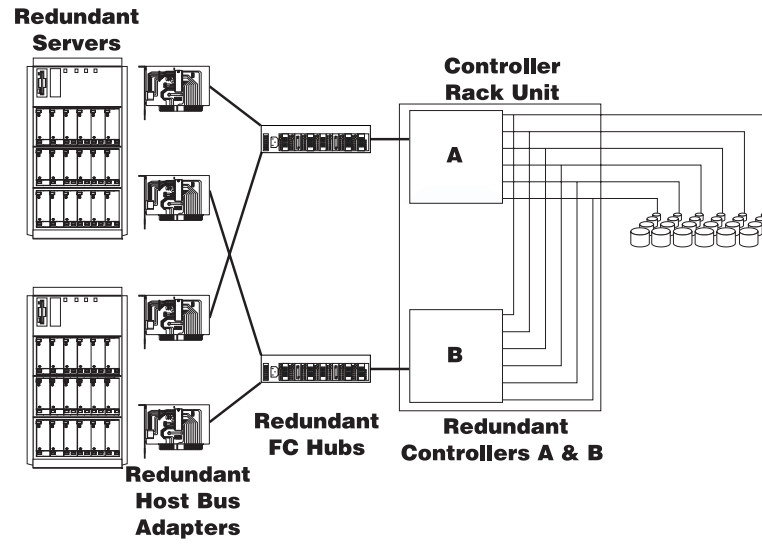 Redundant
Servers
Controller
Rack Unit
A
B
Redundant
FC Hubs
Redundant
Controllers A & B
Redundant
Host Bus
Adapters